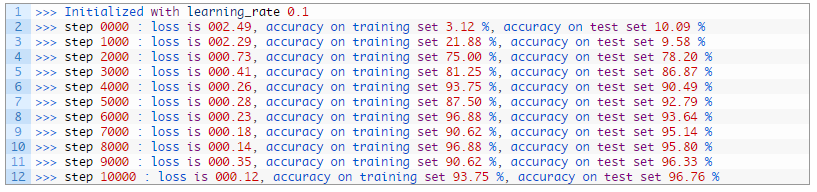 1 >>> Initialized with learning_rate 0.1
2 >>> step 0000 : loss is 002.49, accuracy on training set 3.12 %, accuracy on test set 10.09 %
3 >>> step 1000 : loss is 002.29, accuracy on training set 21.88 %, accuracy on test set 9.58 %
4 >>> step 2000 : loss is 000.73, accuracy on training set 75.00 %, accuracy on test set 78.20 %
5 >>> step 3000 : loss is 000.41, accuracy on training set 81.25 %, accuracy on test set 86.87 %
6 >>> step 4000 : loss is 000.26, accuracy on training set 93.75 %, accuracy on test set 90.49 %
7 >>> step 5000 : loss is 000.28, accuracy on training set 87.50 %, accuracy on test set 92.79 %
8 >>> step 6000 : loss is 000.23, accuracy on training set 96.88 %, accuracy on test set 93.64 %
9 >>> step 7000 : loss is 000.18, accuracy on training set 90.62 %, accuracy on test set 95.14 %
10 >>> step 8000 : loss is 000.14, accuracy on training set 96.88 %, accuracy on test set 95.80 %
11 >>> step 9000 : loss is 000.35, accuracy on training set 90.62 %, accuracy on test set 96.33 %
12 >>> step 10000 : loss is 000.12, accuracy on training set 93.75 %, accuracy on test set 96.76 %